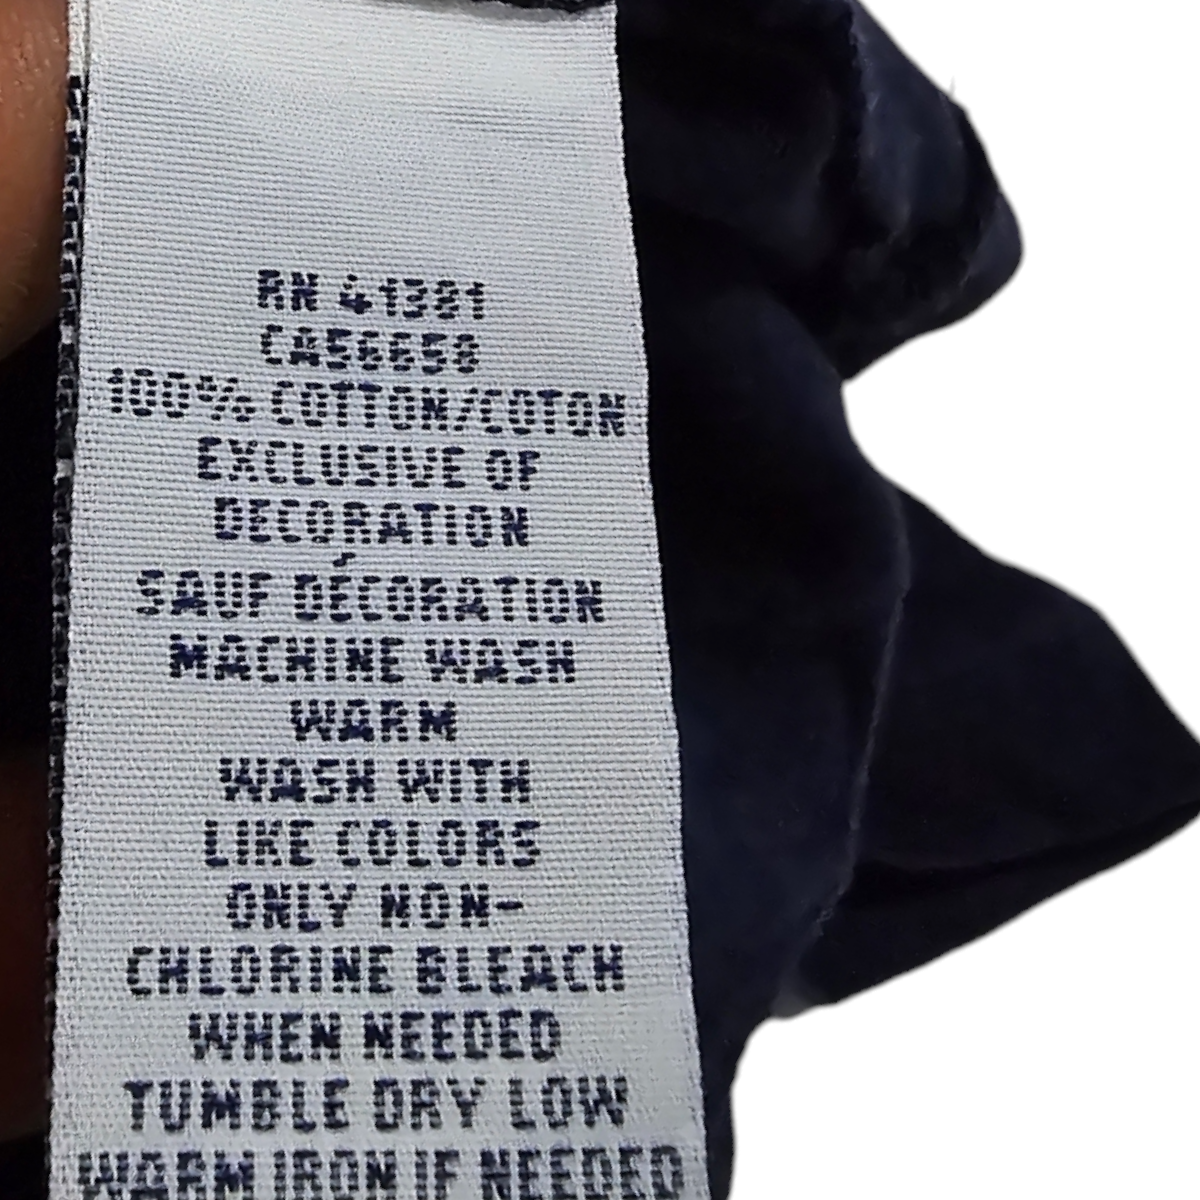 RN 41381
CA56658
100% COTTON/COTON
EXCLUSIVE OF
DECORATION
SAUF DÉCORATION
MACHINE WASH
WARM
WASH WITH
LIKE COLORS
ONLY NON-
CHLORINE BLEACH
WHEN NEEDED
TUMBLE DRY LOW
WARM IRON IF NEEDED